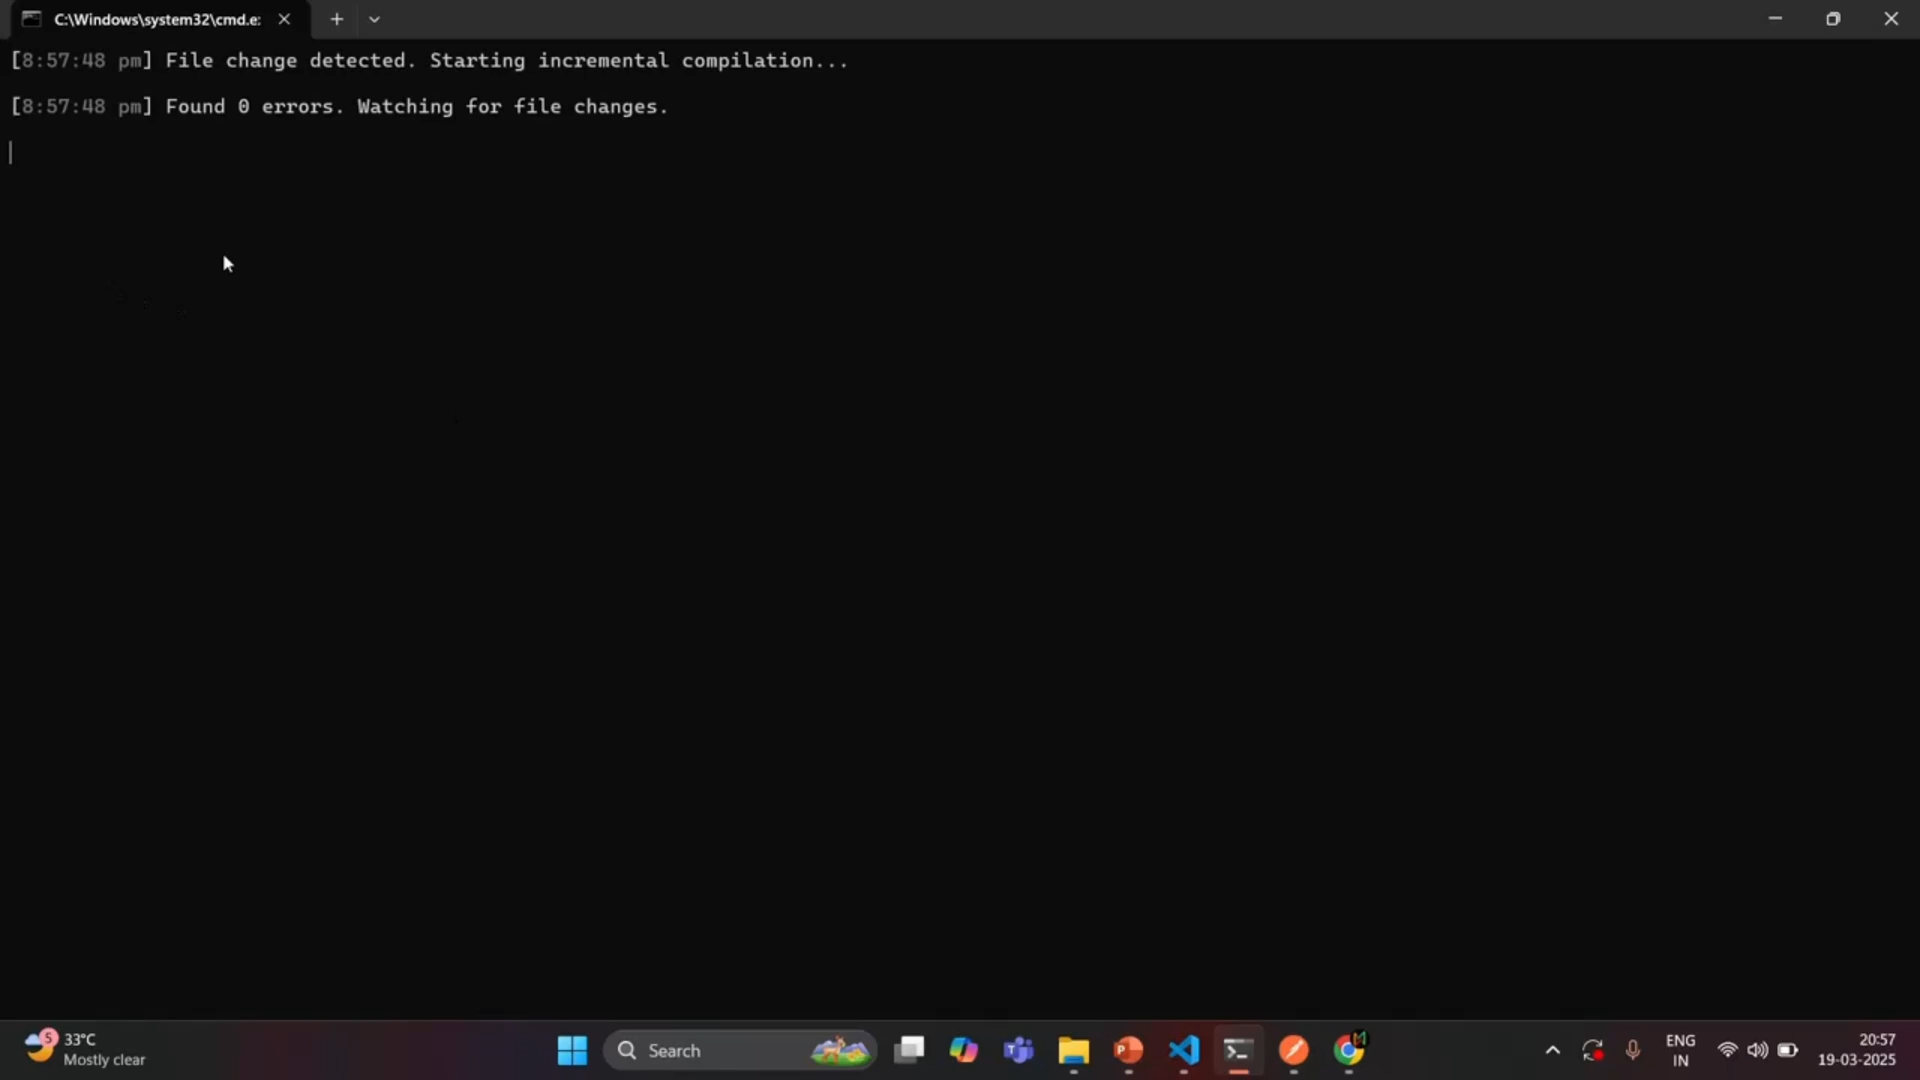 C:\Windows\system32\cmd.e:
[8:57:48 pm] File change detected. Starting incremental compilation...
[8:57:48 pm] Found 0 errors. Watching for file changes.
5
33°C
Mostly clear
Search
ENG
IN
20:57
19-03-2025